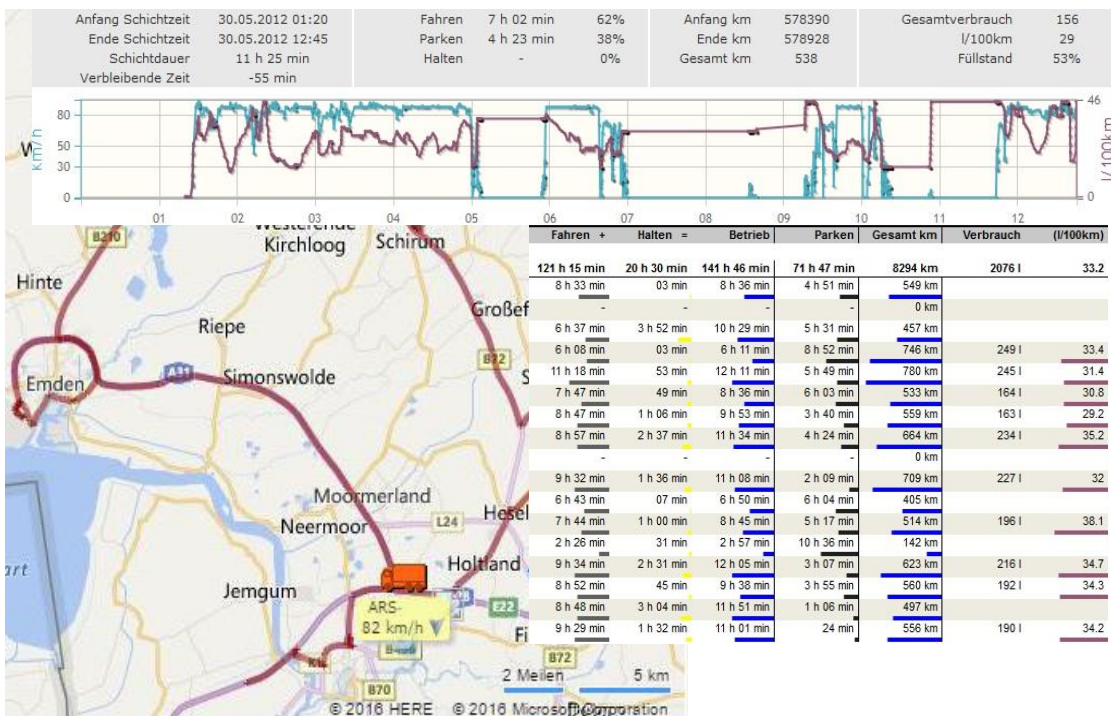 Anfang Schichtzeit 30.05.2012 01:20 Fahren 7 h 02 min 62% Anfang km 578390 Gesamtverbrauch 156
Ende Schichtzeit 30.05.2012 12:45 Parken 4 h 23 min 38% Ende km 578928 l/100km 29
Schichtdauer 11 h 25 min Halten - 0% Gesamt km 538 Füllstand 53%
Verbleibende Zeit -55 min
80
50
30
0
km/h
46
0
l/100km
01 02 03 04 05 06 07 08 09 10 11 12
B210
Kirchloog
Schirum
Hinte
Großef
Riepe
B72
A31
Simonswolde
Emden
Moormerland
Neermoor
L24
Hesel
Holtland
Jemgum
E22
ARS-
82 km/h
B72
B70
2 Meilen 5 km
© 2016 HERE © 2016 Microsoft Corporation
Fahren + Halten = Betrieb Parken Gesamt km Verbrauch (l/100km)
121 h 15 min 20 h 30 min 141 h 46 min 71 h 47 min 8294 km 2076 l 33.2
8 h 33 min 03 min 8 h 36 min 4 h 51 min 549 km
- - - - 0 km
6 h 37 min 3 h 52 min 10 h 29 min 5 h 31 min 457 km
6 h 08 min 03 min 6 h 11 min 8 h 52 min 746 km 249 l 33.4
11 h 18 min 53 min 12 h 11 min 5 h 49 min 780 km 245 l 31.4
7 h 47 min 49 min 8 h 36 min 6 h 03 min 533 km 164 l 30.8
8 h 47 min 1 h 06 min 9 h 53 min 3 h 40 min 559 km 163 l 29.2
8 h 57 min 2 h 37 min 11 h 34 min 4 h 24 min 664 km 234 l 35.2
- - - - 0 km
9 h 32 min 1 h 36 min 11 h 08 min 2 h 09 min 709 km 227 l 32
6 h 43 min 07 min 6 h 50 min 6 h 04 min 405 km
7 h 44 min 1 h 00 min 8 h 45 min 5 h 17 min 514 km 196 l 38.1
2 h 26 min 31 min 2 h 57 min 10 h 36 min 142 km
9 h 34 min 2 h 31 min 12 h 05 min 3 h 07 min 623 km 216 l 34.7
8 h 52 min 45 min 9 h 38 min 3 h 55 min 560 km 192 l 34.3
8 h 48 min 3 h 04 min 11 h 51 min 1 h 06 min 497 km
9 h 29 min 1 h 32 min 11 h 01 min 24 min 556 km 190 l 34.2